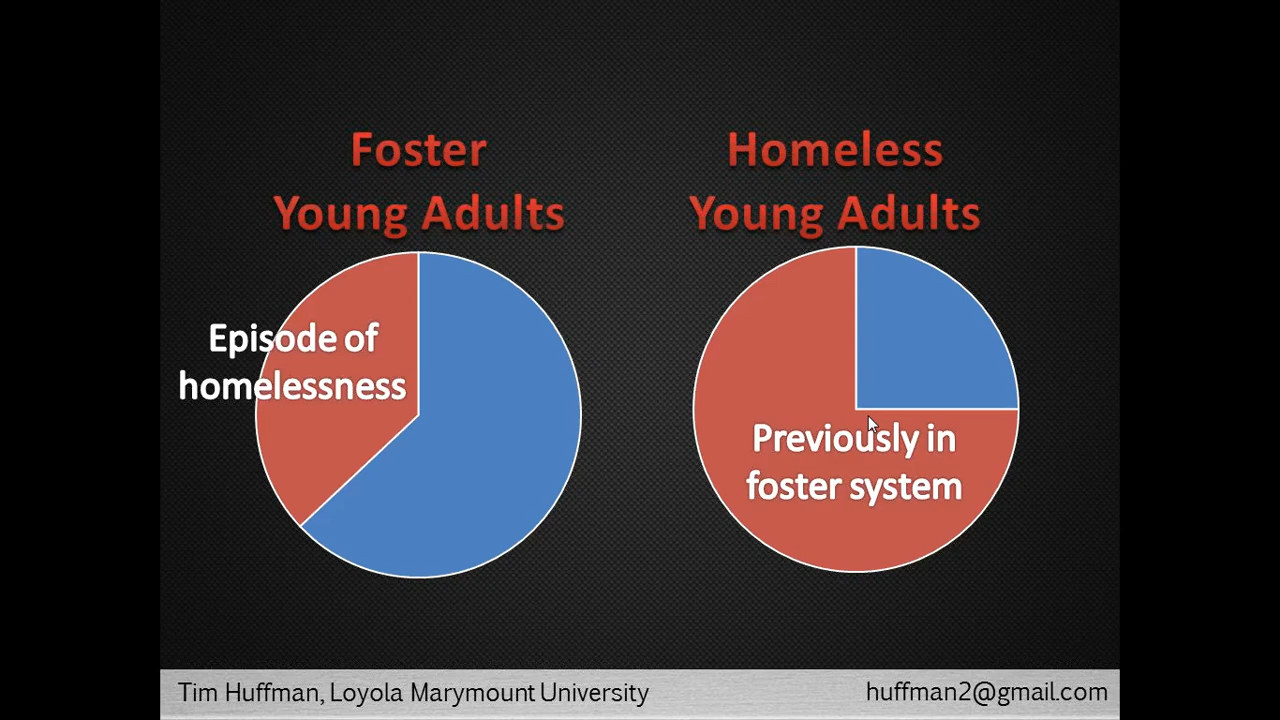 Foster
Young Adults
Homeless
Young Adults
Episode of
homelessness
Previously in
foster system
Tim Huffman, Loyola Marymount University
huffman2@gmail.com